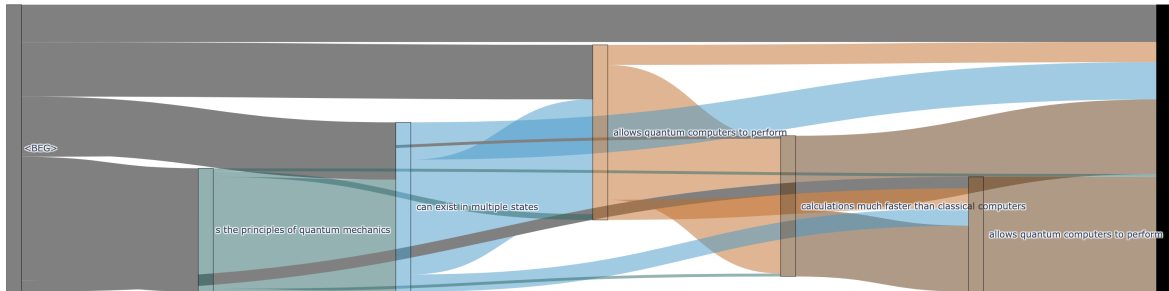 <BEG>
s the principles of quantum mechanics
can exist in multiple states
allows quantum computers to perform
calculations much faster than classical computers
allows quantum computers to perform